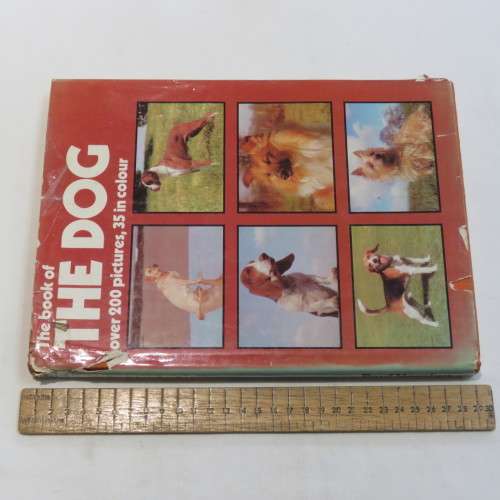 The book of
THE DOG
over 200 pictures, 35 in colour